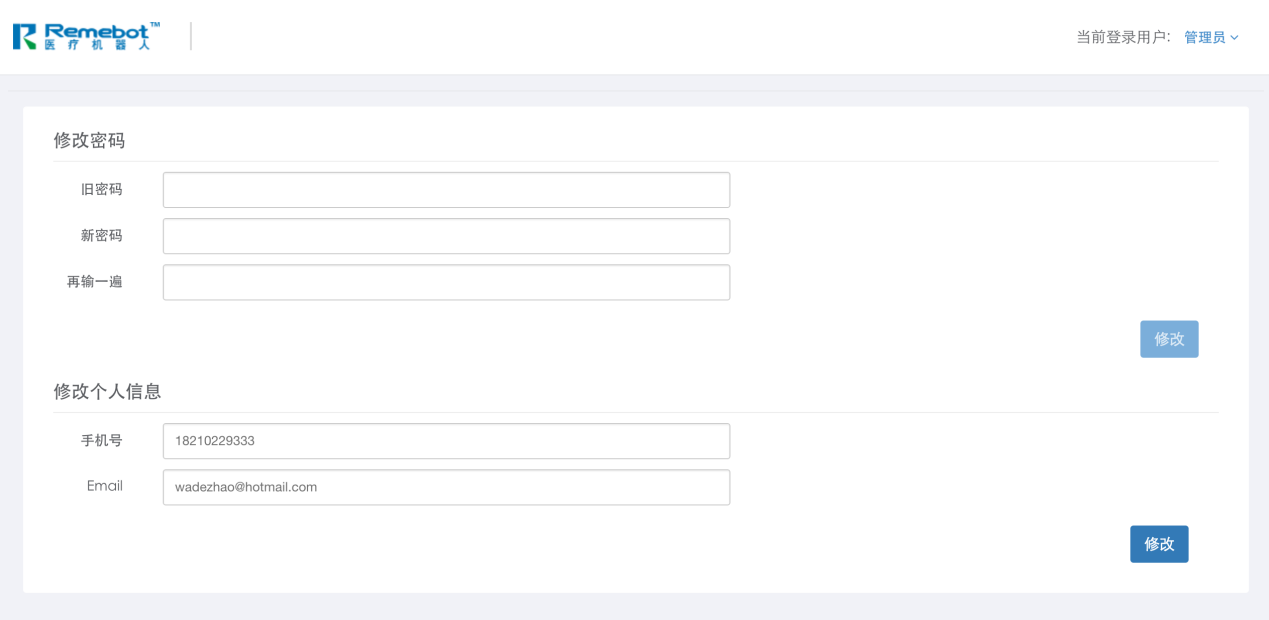 Remebot™
医疗机器人
当前登录用户: 管理员
修改密码
旧密码
新密码
再输一遍
修改
修改个人信息
手机号 18210229333
Email wadezhao@hotmail.com
修改